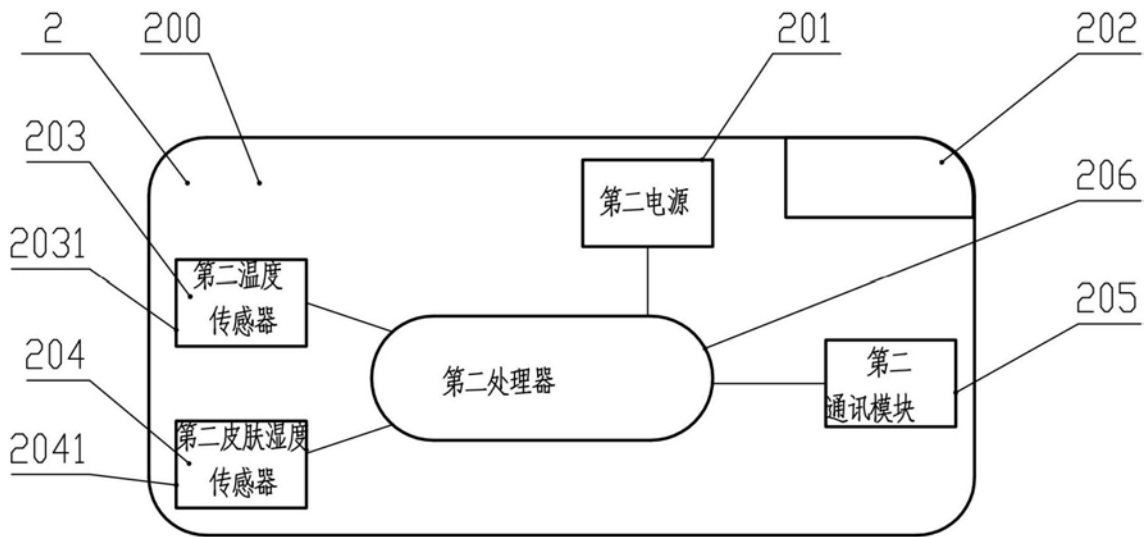 2
200
201
202
203
第二电源
206
2031
第二温度
传感器
205
204
第二处理器
第二
通讯模块
2041
第二皮肤湿度
传感器